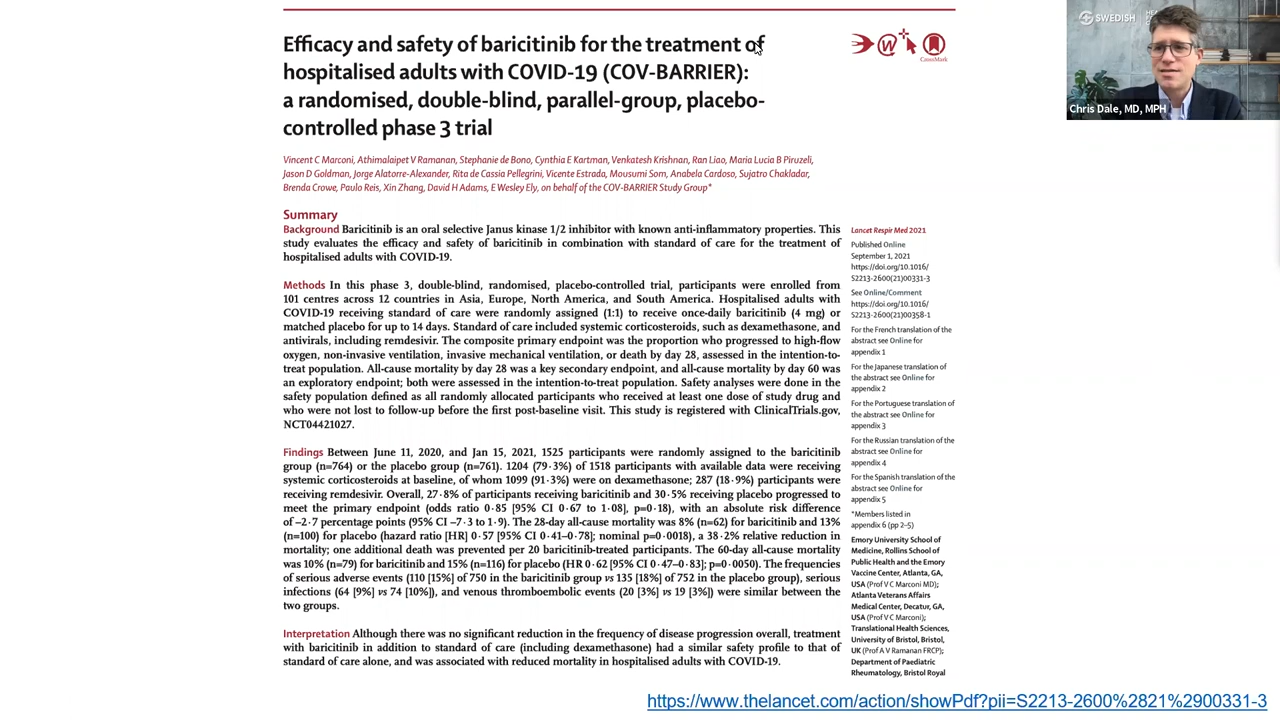 Efficacy and safety of baricitinib for the treatment of
hospitalised adults with COVID-19 (COV-BARRIER):
a randomised, double-blind, parallel-group, placebo-
controlled phase 3 trial
CrossMark
SWEDISH
Chris Dale, MD, MPH
Vincent C Marconi, Athimalaipet V Ramanan, Stephanie de Bono, Cynthia E Kartman, Venkatesh Krishnan, Ran Liao, Maria Lucia B Piruzeli,
Jason D Goldman, Jorge Alatorre-Alexander, Rita de Cassia Pellegrini, Vicente Estrada, Mousumi Som, Anabela Cardoso, Sujatro Chakladar,
Brenda Crowe, Paulo Reis, Xin Zhang, David H Adams, E Wesley Ely, on behalf of the COV-BARRIER Study Group*
Summary
Background Baricitinib is an oral selective Janus kinase 1/2 inhibitor with known anti-inflammatory properties. This
study evaluates the efficacy and safety of baricitinib in combination with standard of care for the treatment of
hospitalised adults with COVID-19.
Methods In this phase 3, double-blind, randomised, placebo-controlled trial, participants were enrolled from
101 centres across 12 countries in Asia, Europe, North America, and South America. Hospitalised adults with
COVID-19 receiving standard of care were randomly assigned (1:1) to receive once-daily baricitinib (4 mg) or
matched placebo for up to 14 days. Standard of care included systemic corticosteroids, such as dexamethasone, and
antivirals, including remdesivir. The composite primary endpoint was the proportion who progressed to high-flow
oxygen, non-invasive ventilation, invasive mechanical ventilation, or death by day 28, assessed in the intention-to-
treat population. All-cause mortality by day 28 was a key secondary endpoint, and all-cause mortality by day 60 was
an exploratory endpoint; both were assessed in the intention-to-treat population. Safety analyses were done in the
safety population defined as all randomly allocated participants who received at least one dose of study drug and
who were not lost to follow-up before the first post-baseline visit. This study is registered with ClinicalTrials.gov,
NCT04421027.
Findings Between June 11, 2020, and Jan 15, 2021, 1525 participants were randomly assigned to the baricitinib
group (n=764) or the placebo group (n=761). 1204 (79·3%) of 1518 participants with available data were receiving
systemic corticosteroids at baseline, of whom 1099 (91·3%) were on dexamethasone; 287 (18·9%) participants were
receiving remdesivir. Overall, 27·8% of participants receiving baricitinib and 30·5% receiving placebo progressed to
meet the primary endpoint (odds ratio 0·85 [95% CI 0·67 to 1·08], p=0·18), with an absolute risk difference
of –2·7 percentage points (95% CI –7·3 to 1·9). The 28-day all-cause mortality was 8% (n=62) for baricitinib and 13%
(n=100) for placebo (hazard ratio [HR] 0·57 [95% CI 0·41–0·78]; nominal p=0·0018), a 38·2% relative reduction in
mortality; one additional death was prevented per 20 baricitinib-treated participants. The 60-day all-cause mortality
was 10% (n=79) for baricitinib and 15% (n=116) for placebo (HR 0·62 [95% CI 0·47–0·83]; p=0·0050). The frequencies
of serious adverse events (110 [15%] of 750 in the baricitinib group vs 135 [18%] of 752 in the placebo group), serious
infections (64 [9%] vs 74 [10%]), and venous thromboembolic events (20 [3%] vs 19 [3%]) were similar between the
two groups.
Interpretation Although there was no significant reduction in the frequency of disease progression overall, treatment
with baricitinib in addition to standard of care (including dexamethasone) had a similar safety profile to that of
standard of care alone, and was associated with reduced mortality in hospitalised adults with COVID-19.
Lancet Respir Med 2021
Published Online
September 1, 2021
https://doi.org/10.1016/
S2213-2600(21)00331-3
See Online/Comment
https://doi.org/10.1016/
S2213-2600(21)00358-1
For the French translation of the
abstract see Online for
appendix 1
For the Japanese translation of
the abstract see Online for
appendix 2
For the Portuguese translation of
the abstract see Online for
appendix 3
For the Russian translation of
the abstract see Online for
appendix 4
For the Spanish translation of
the abstract see Online for
appendix 5
*Members listed in
appendix 6 (pp 2–5)
Emory University School of
Medicine, Rollins School of
Public Health and the Emory
Vaccine Center, Atlanta, GA,
USA (Prof V C Marconi MD);
Atlanta Veterans Affairs
Medical Center, Decatur, GA,
USA (Prof V C Marconi);
Translational Health Sciences,
University of Bristol, Bristol,
UK (Prof A V Ramanan FRCP);
Department of Paediatric
Rheumatology, Bristol Royal
https://www.thelancet.com/action/showPdf?pii=S2213-2600%2821%2900331-3